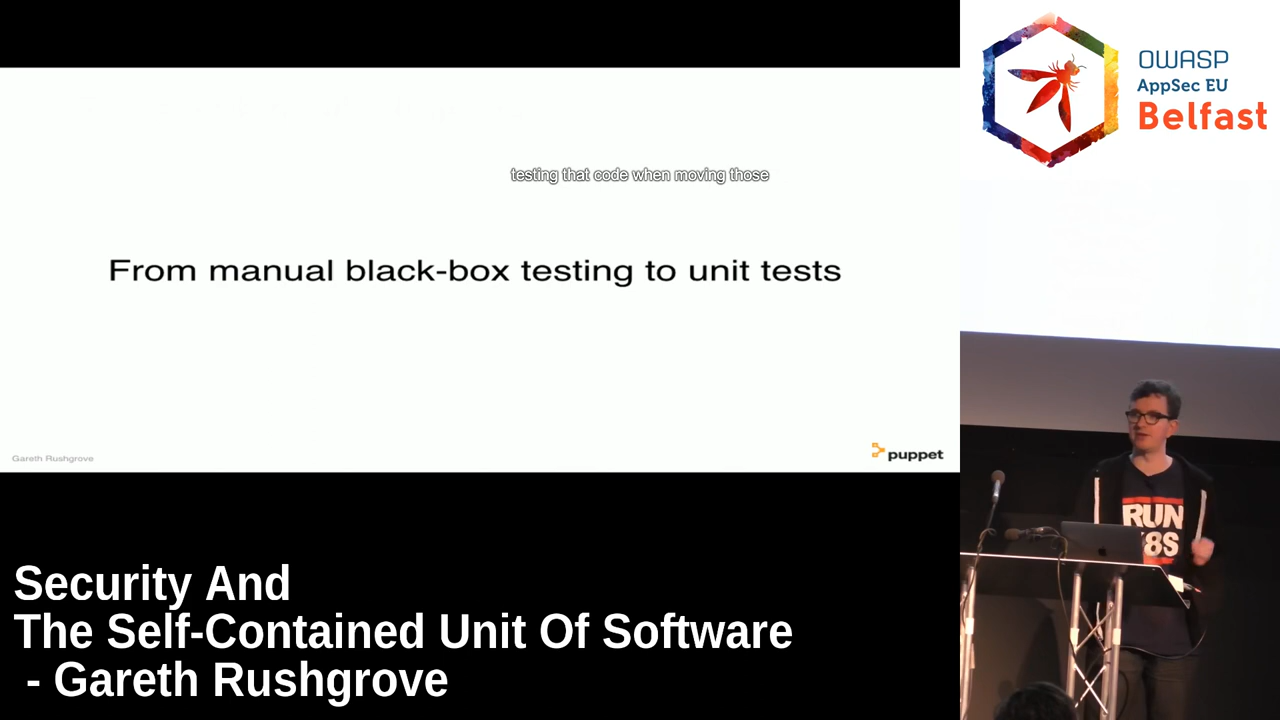 testing that code when moving those
From manual black-box testing to unit tests
Gareth Rushgrove
puppet
OWASP
AppSec EU
Belfast
RUN
K8S
Security And
The Self-Contained Unit Of Software
- Gareth Rushgrove